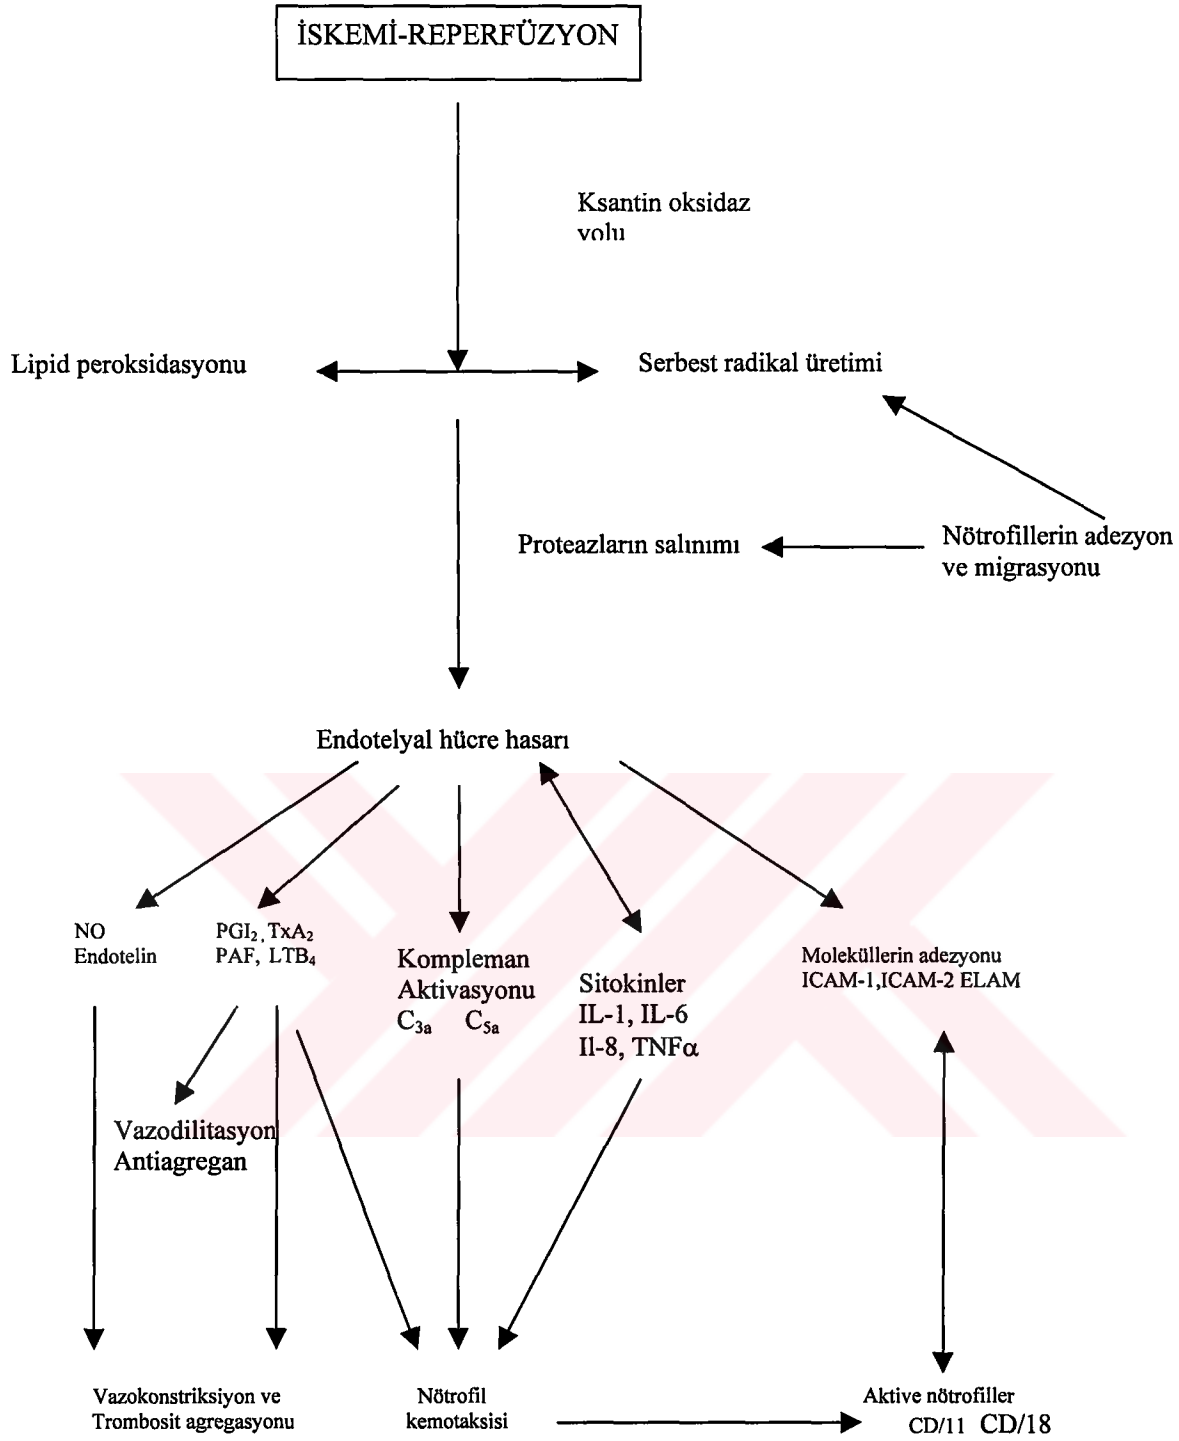 İSKEMİ-REPERFÜZYON
Ksantin oksidaz
yolu
Lipid peroksidasyonu
Serbest radikal üretimi
Proteazların salınımı
Nötrofillerin adezyon
ve migrasyonu
Endotelyal hücre hasarı
NO
Endotelin
PGI₂, TxA₂
PAF, LTB₄
Kompleman
Aktivasyonu
C₃ₐ C₅ₐ
Sitokinler
IL-1, IL-6
Il-8, TNFα
Moleküllerin adezyonu
ICAM-1,ICAM-2 ELAM
Vazodilitasyon
Antiagregan
Vazokonstriksiyon ve
Trombosit agregasyonu
Nötrofil
kemotaksisi
Aktive nötrofiller
CD/11 CD/18